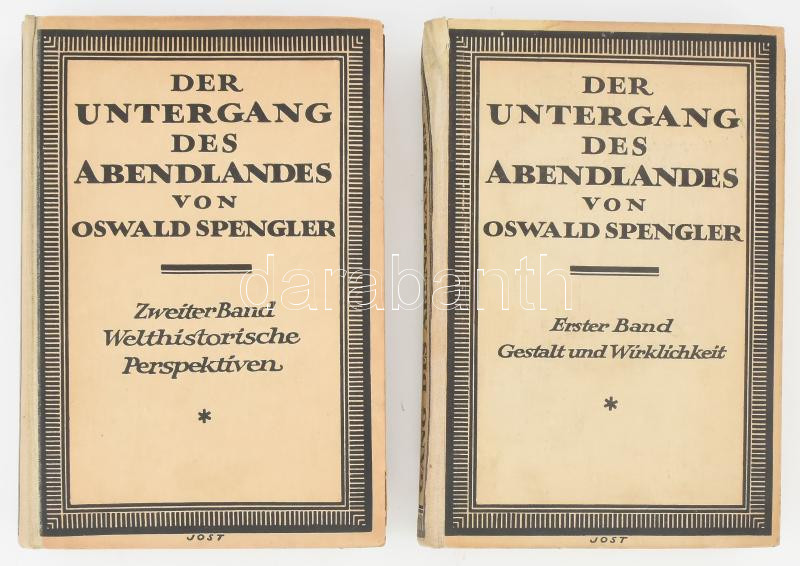 DER
UNTERGANG
DES
ABENDLANDES
VON
OSWALD SPENGLER
Zweiter Band
Welthistorische
Perspektiven
*
JOST
DER
UNTERGANG
DES
ABENDLANDES
VON
OSWALD SPENGLER
Erster Band
Gestalt und Wirklichkeit
*
JOST
darabanth